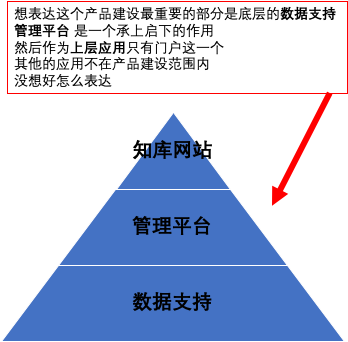 想表达这个产品建设最重要的部分是底层的数据支持
管理平台 是一个承上启下的作用
然后作为上层应用只有门户这一个
其他的应用不在产品建设范围内
没想好怎么表达
知库网站
管理平台
数据支持